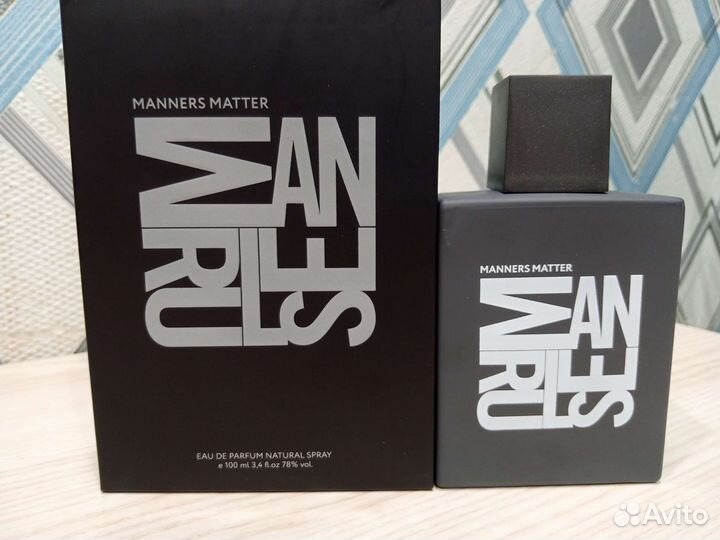 MANNERS MATTER
MAN
RULES
EAU DE PARFUM NATURAL SPRAY
e 100 ml 3,4 fl.oz 78% vol.
MANNERS MATTER
MAN
RULES
Avito